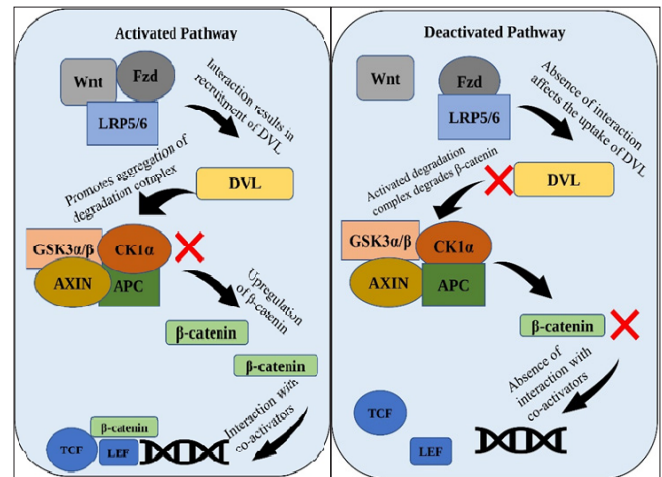 Activated Pathway
Wnt
Fzd
LRP5/6
Interaction results in
recruitment of DVL
DVL
Promotes aggregation of
degradation complex
GSK3α/β
CK1α
AXIN
APC
Upregulation
of β-catenin
β-catenin
β-catenin
Interaction with
co-activators
β-catenin
TCF
LEF
Deactivated Pathway
Wnt
Fzd
LRP5/6
Absence of interaction
affects the uptake of DVL
DVL
Activated degradation
complex degrades β-catenin
GSK3α/β
CK1α
AXIN
APC
β-catenin
Absence of
interaction with
co-activators
TCF
LEF